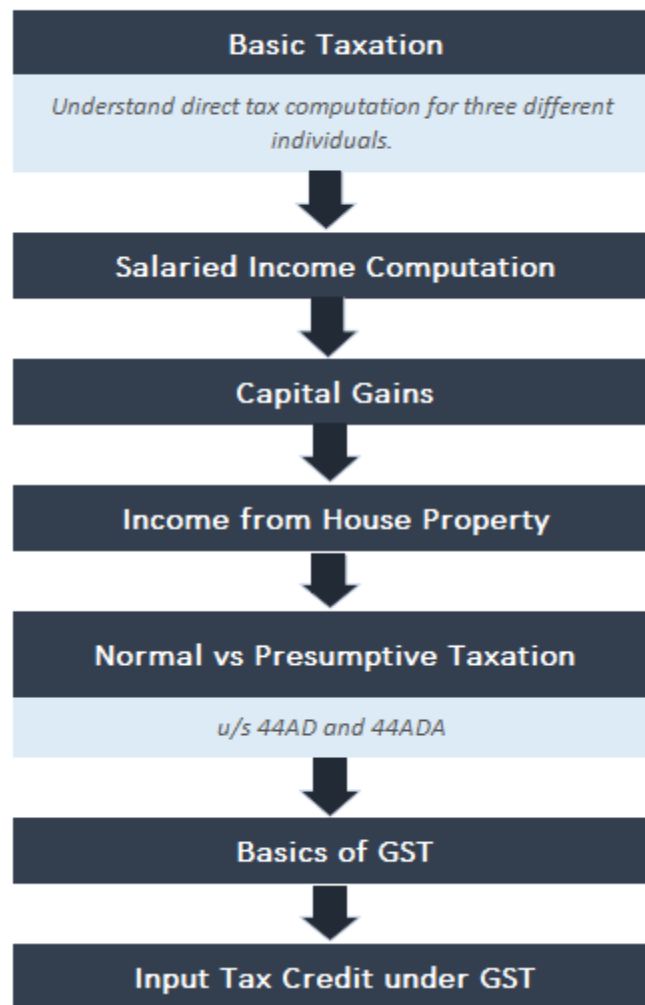 Basic Taxation
Understand direct tax computation for three different
individuals.
Salaried Income Computation
Capital Gains
Income from House Property
Normal vs Presumptive Taxation
u/s 44AD and 44ADA
Basics of GST
Input Tax Credit under GST